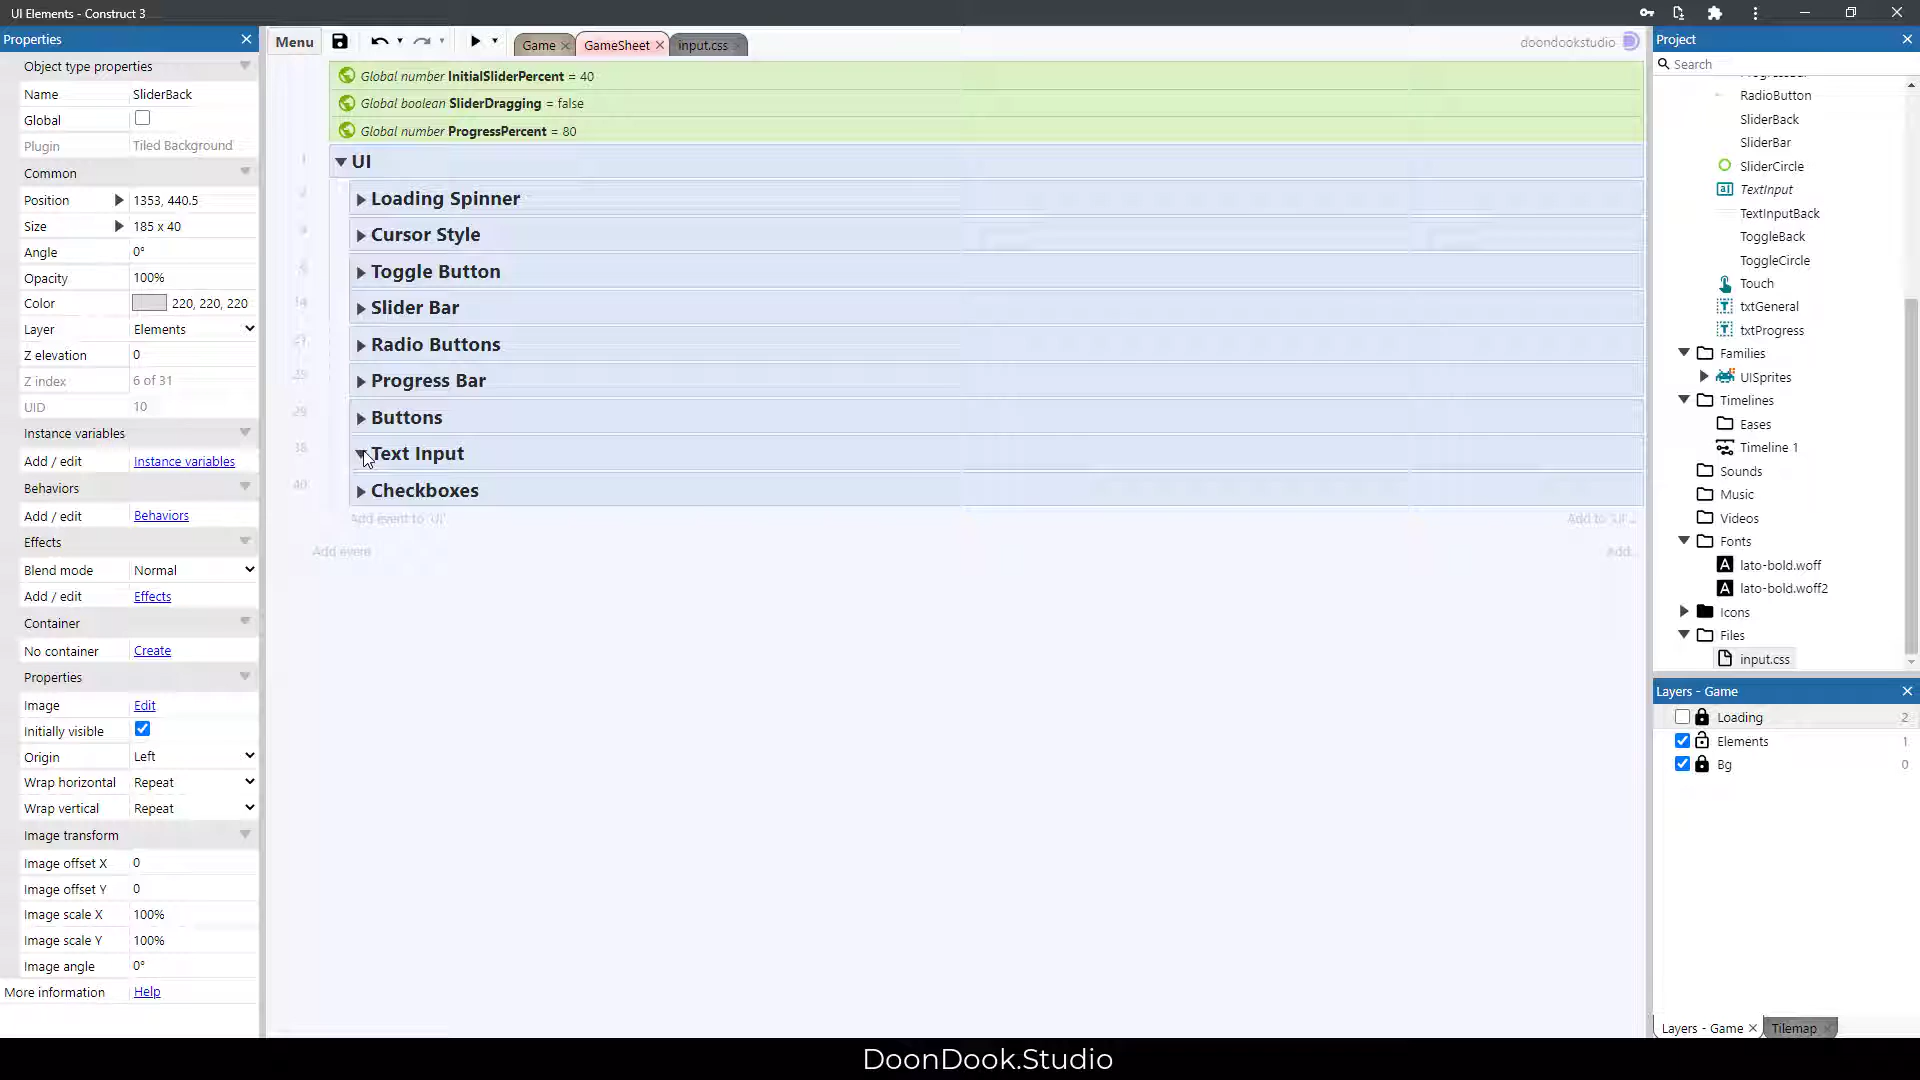 UI Elements - Construct 3
Properties
Object type properties
Name SliderBack
Global
Plugin Tiled Background
Common
Position 1353, 440.5
Size 185 x 40
Angle 0°
Opacity 100%
Color 220, 220, 220
Layer Elements
Z elevation 0
Z index 6 of 31
UID 10
Instance variables
Add / edit Instance variables
Behaviors
Add / edit Behaviors
Effects
Blend mode Normal
Add / edit Effects
Container
No container Create
Properties
Image Edit
Initially visible
Origin Left
Wrap horizontal Repeat
Wrap vertical Repeat
Image transform
Image offset X 0
Image offset Y 0
Image scale X 100%
Image scale Y 100%
Image angle 0°
More information Help
Menu
Game GameSheet input.css
doondookstudio
Global number InitialSliderPercent = 40
Global boolean SliderDragging = false
Global number ProgressPercent = 80
1 UI
Loading Spinner
Cursor Style
Toggle Button
Slider Bar
Radio Buttons
Progress Bar
29 Buttons
38 Text Input
40 Checkboxes
Add event to 'UI' Add to 'UI'...
Add event Add...
Project
Search
RadioButton
SliderBack
SliderBar
SliderCircle
TextInput
TextInputBack
ToggleBack
ToggleCircle
Touch
txtGeneral
txtProgress
Families
UISprites
Timelines
Eases
Timeline 1
Sounds
Music
Videos
Fonts
lato-bold.woff
lato-bold.woff2
Icons
Files
input.css
Layers - Game
Loading 2
Elements 1
Bg 0
Layers - Game Tilemap
DoonDook.Studio